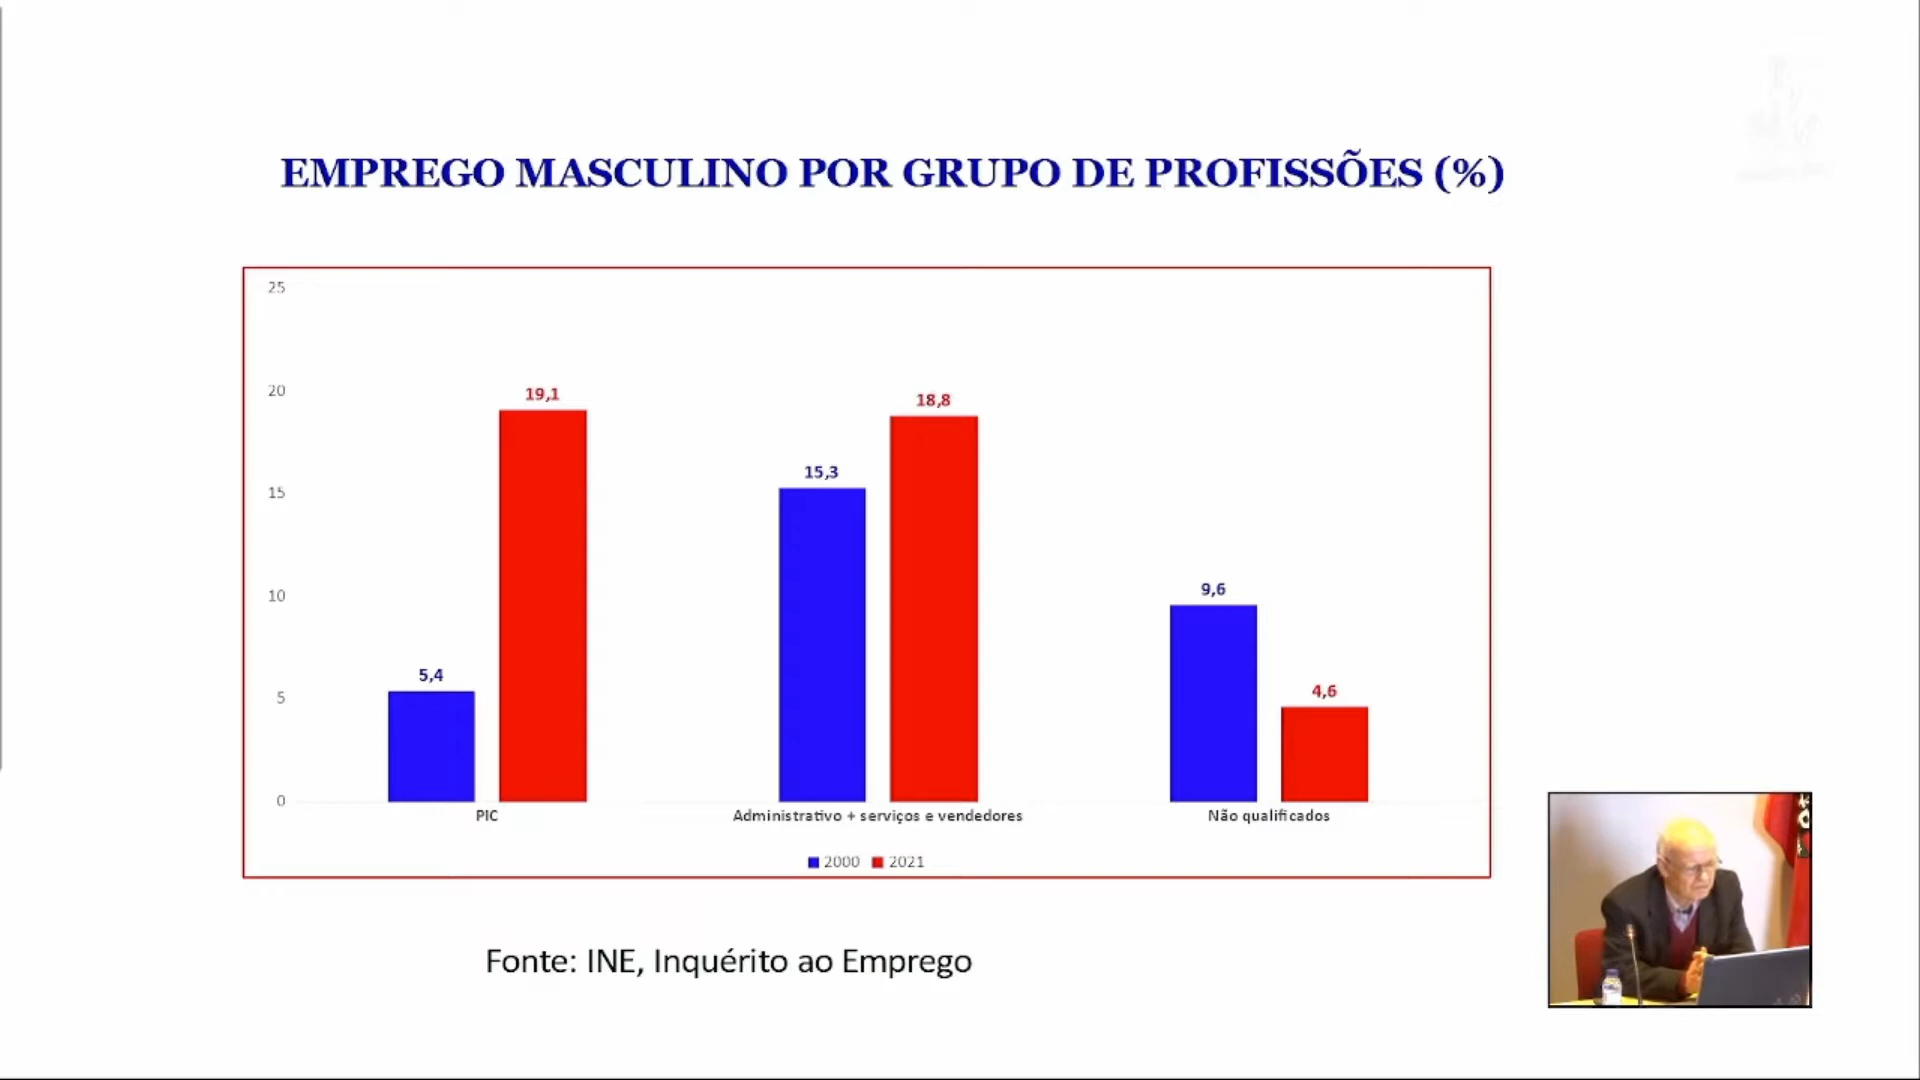 EMPREGO MASCULINO POR GRUPO DE PROFISSÕES (%)
25
20
15
10
5
0
5,4
19,1
15,3
18,8
9,6
4,6
PIC
Administrativo + serviços e vendedores
Não qualificados
2000 2021
Fonte: INE, Inquérito ao Emprego